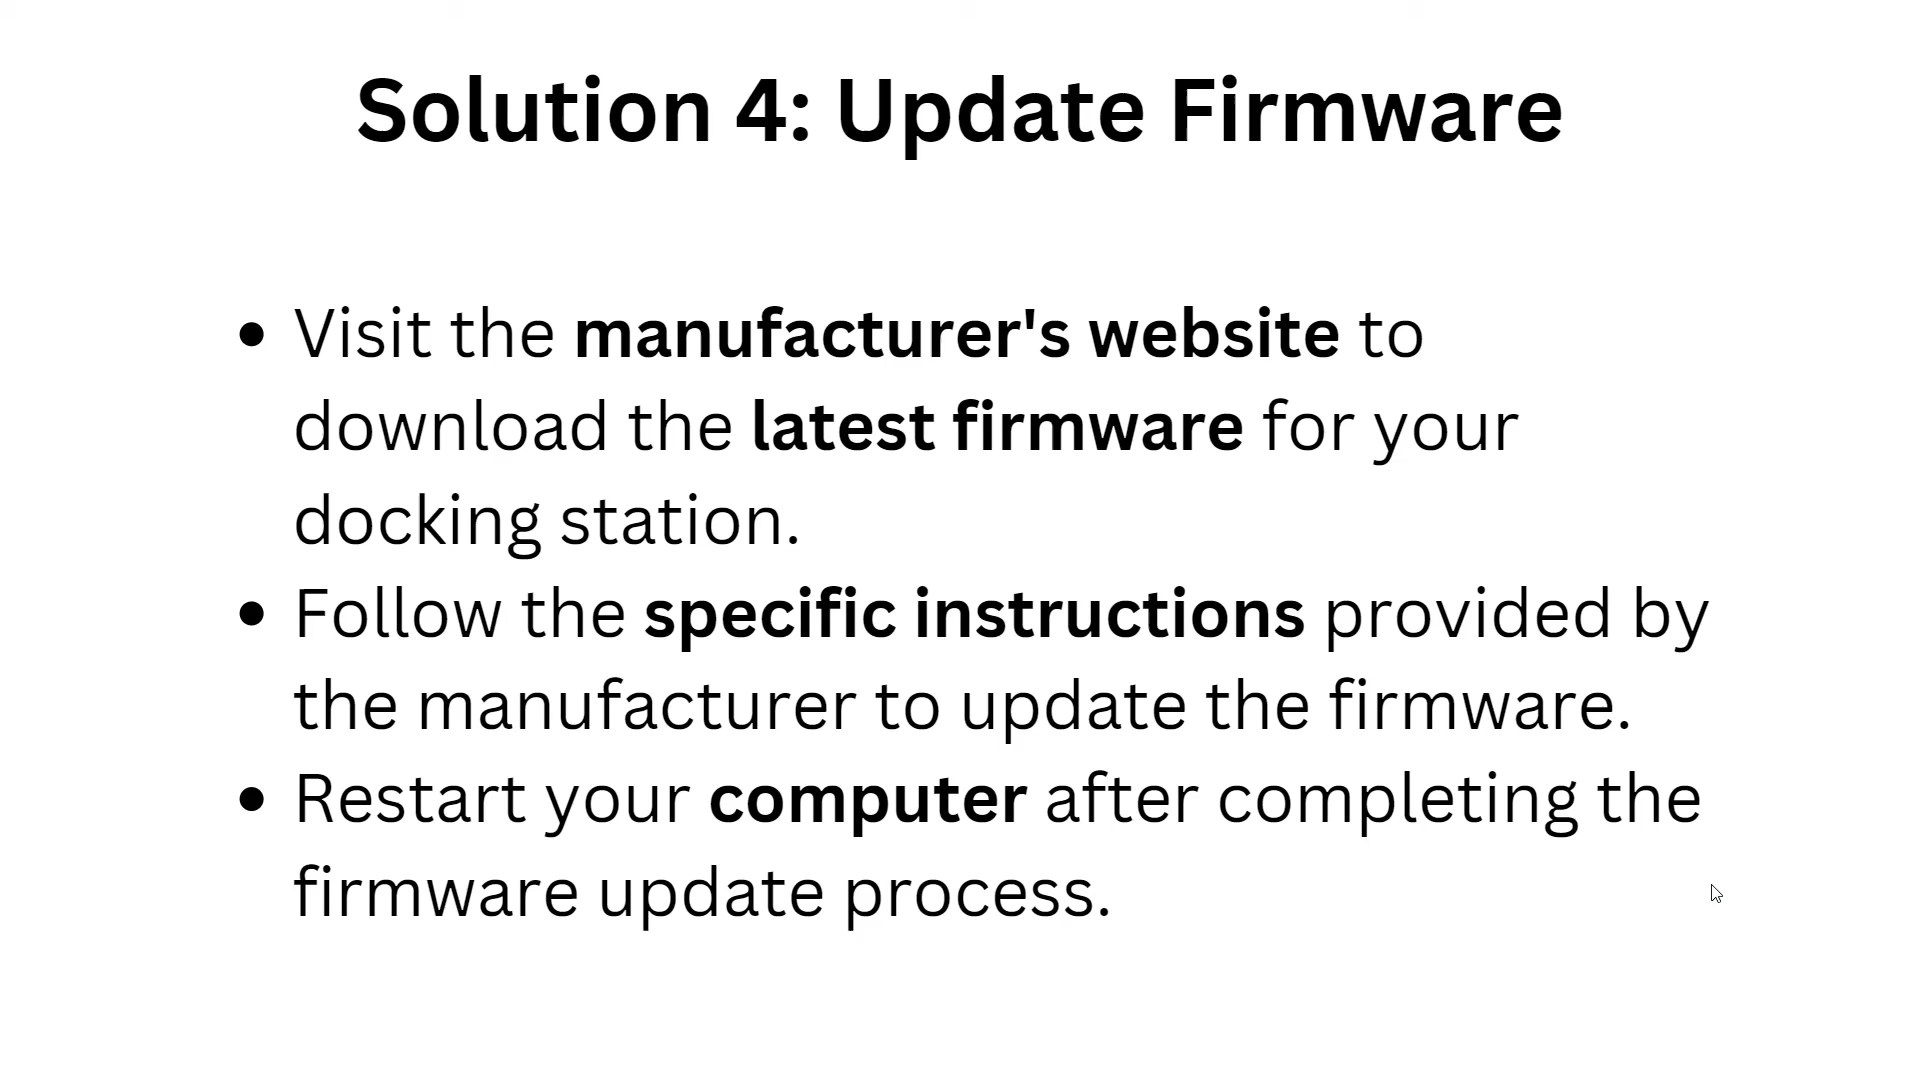 Solution 4: Update Firmware
• Visit the manufacturer's website to
download the latest firmware for your
docking station.
• Follow the specific instructions provided by
the manufacturer to update the firmware.
• Restart your computer after completing the
firmware update process.